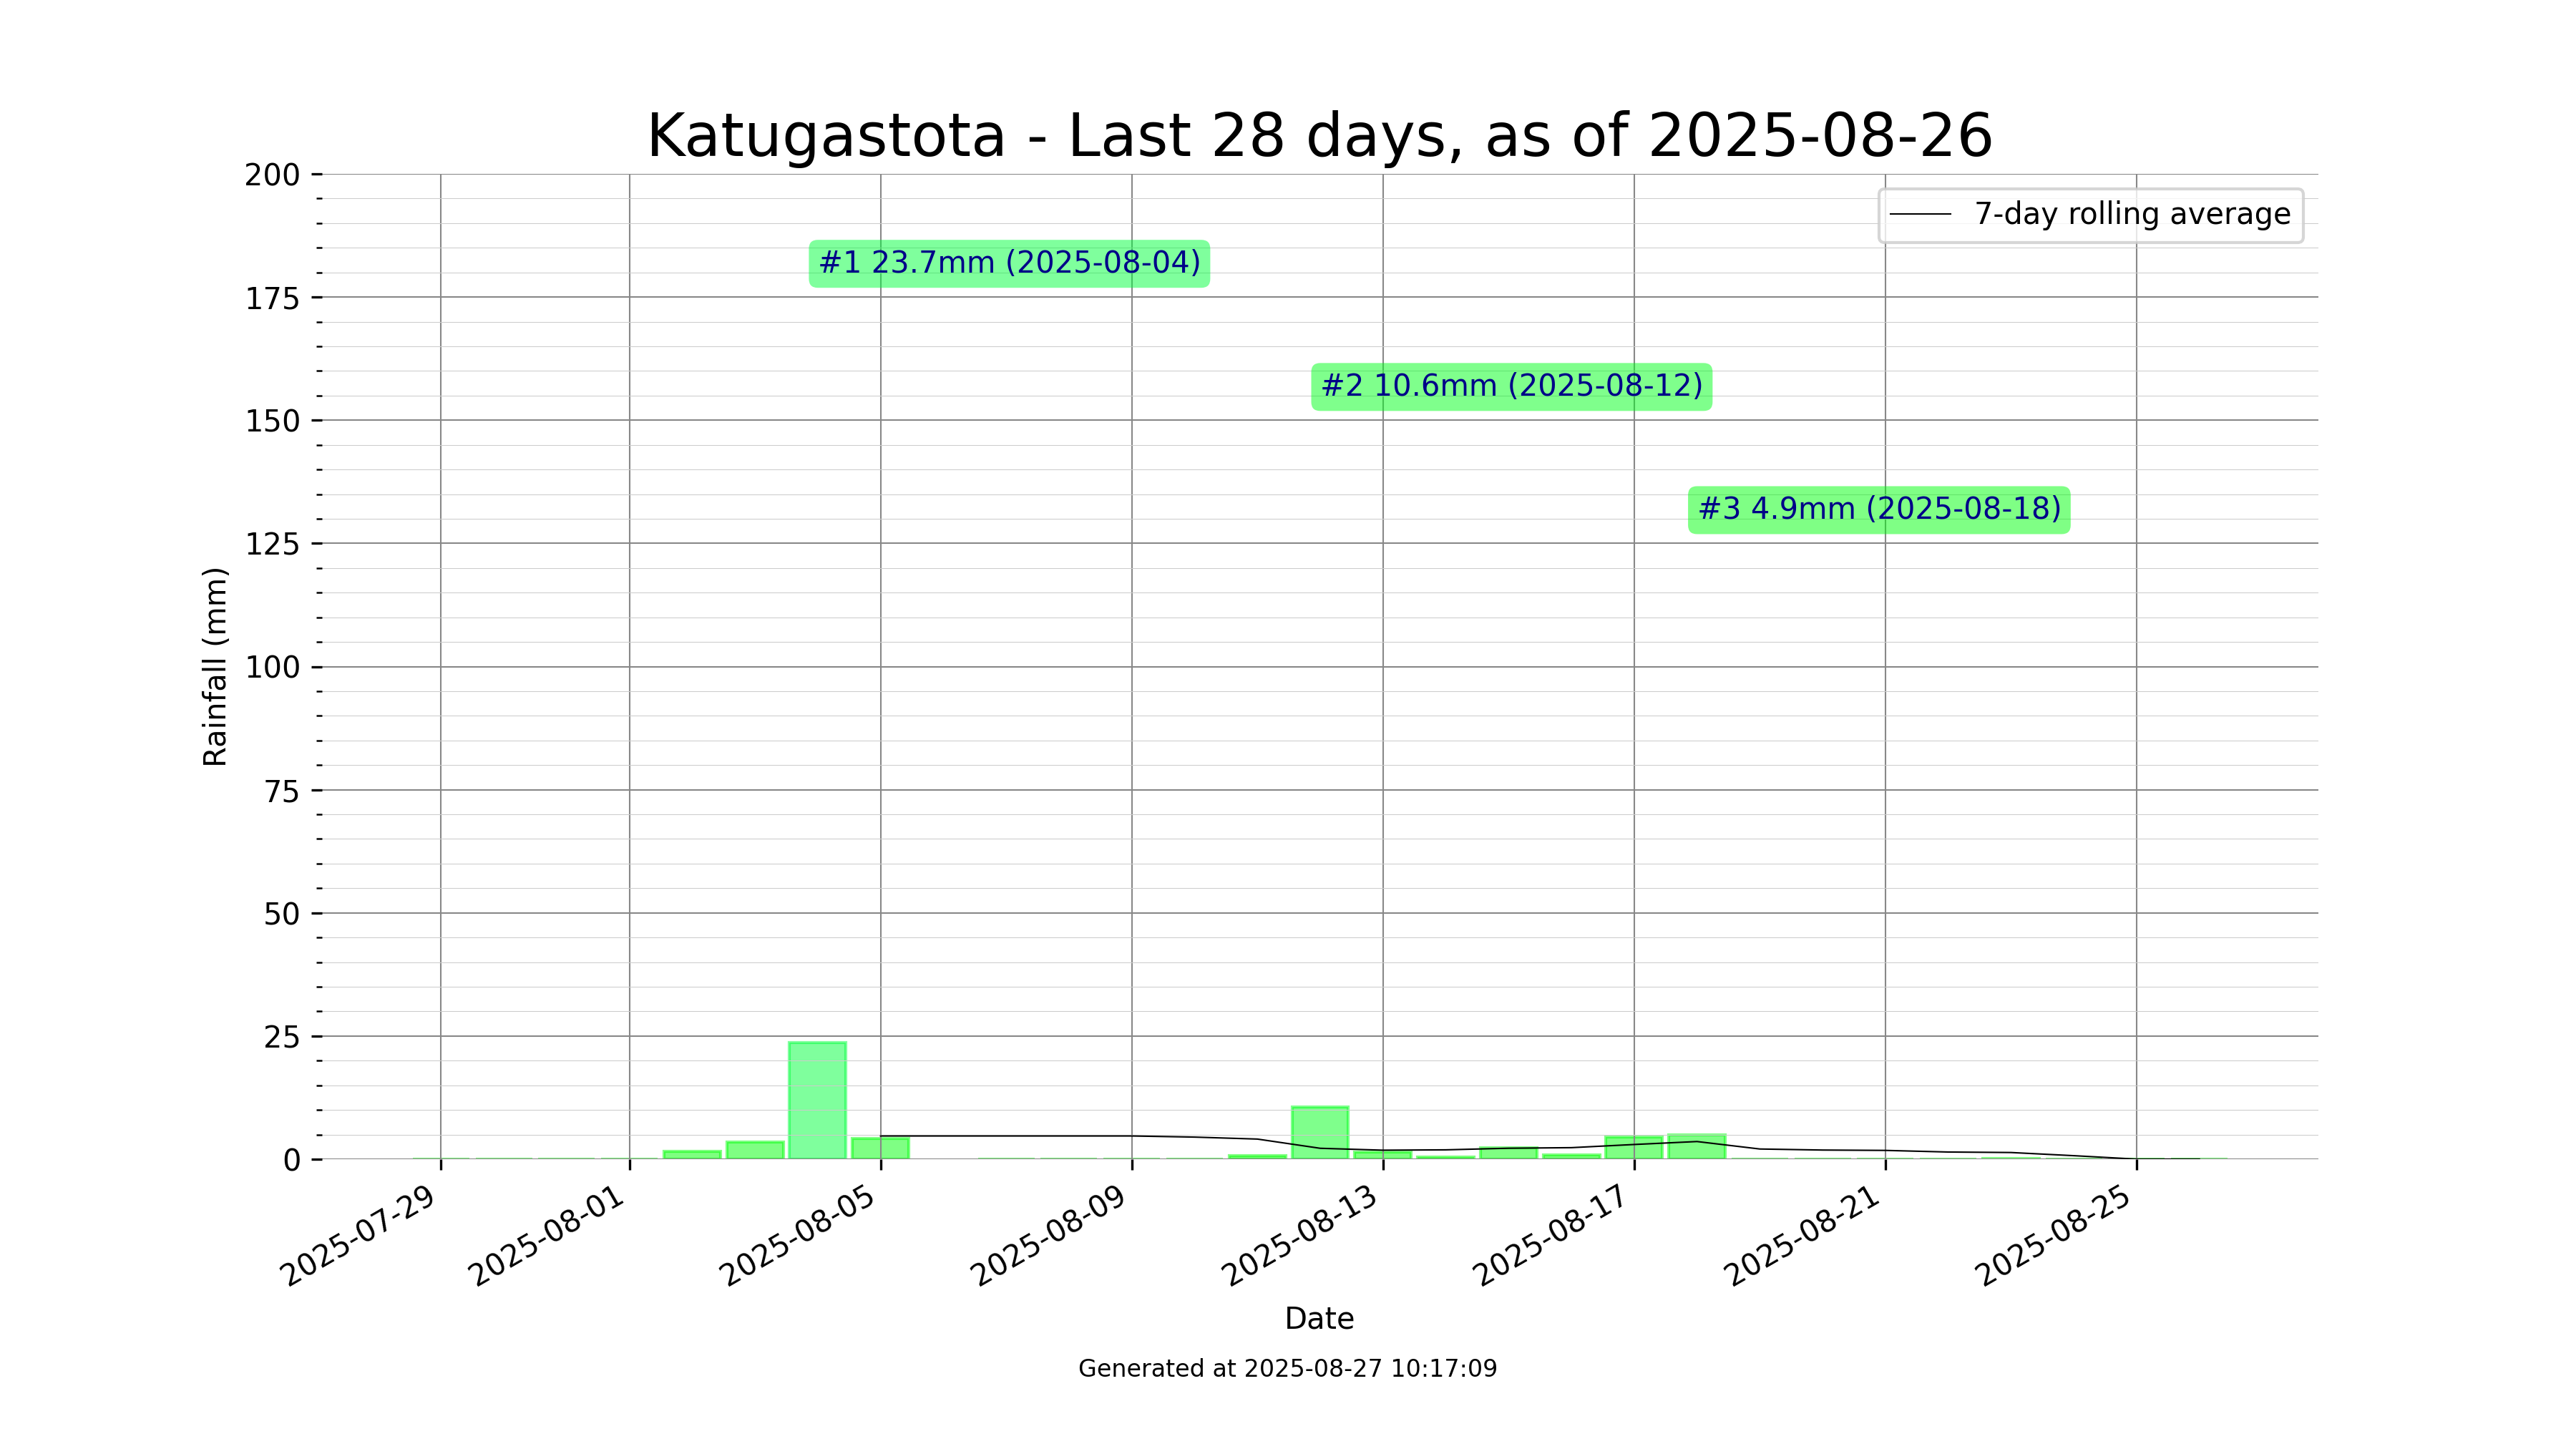 Katugastota - Last 28 days, as of 2025-08-26
7-day rolling average
#1 23.7mm (2025-08-04)
#2 10.6mm (2025-08-12)
#3 4.9mm (2025-08-18)
Rainfall (mm)
200
175
150
125
100
75
50
25
0
2025-07-29
2025-08-01
2025-08-05
2025-08-09
2025-08-13
2025-08-17
2025-08-21
2025-08-25
Date
Generated at 2025-08-27 10:17:09